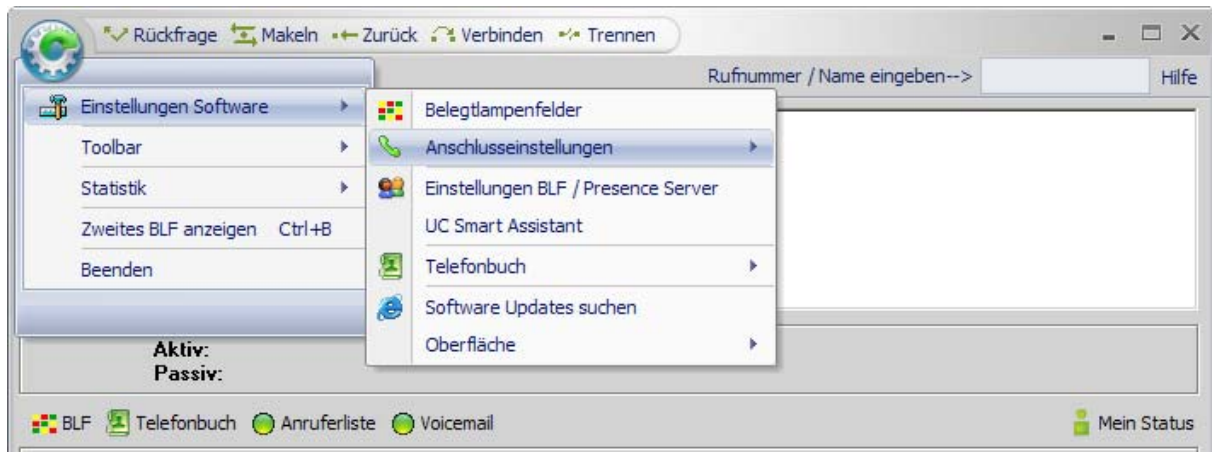 Rückfrage Makeln Zurück Verbinden Trennen
Rufnummer / Name eingeben-->
Hilfe
Einstellungen Software
Toolbar
Statistik
Zweites BLF anzeigen Ctrl+B
Beenden
Belegtlampenfelder
Anschlusseinstellungen
Einstellungen BLF / Presence Server
UC Smart Assistant
Telefonbuch
Software Updates suchen
Oberfläche
Aktiv:
Passiv:
BLF Telefonbuch Anruferliste Voicemail
Mein Status